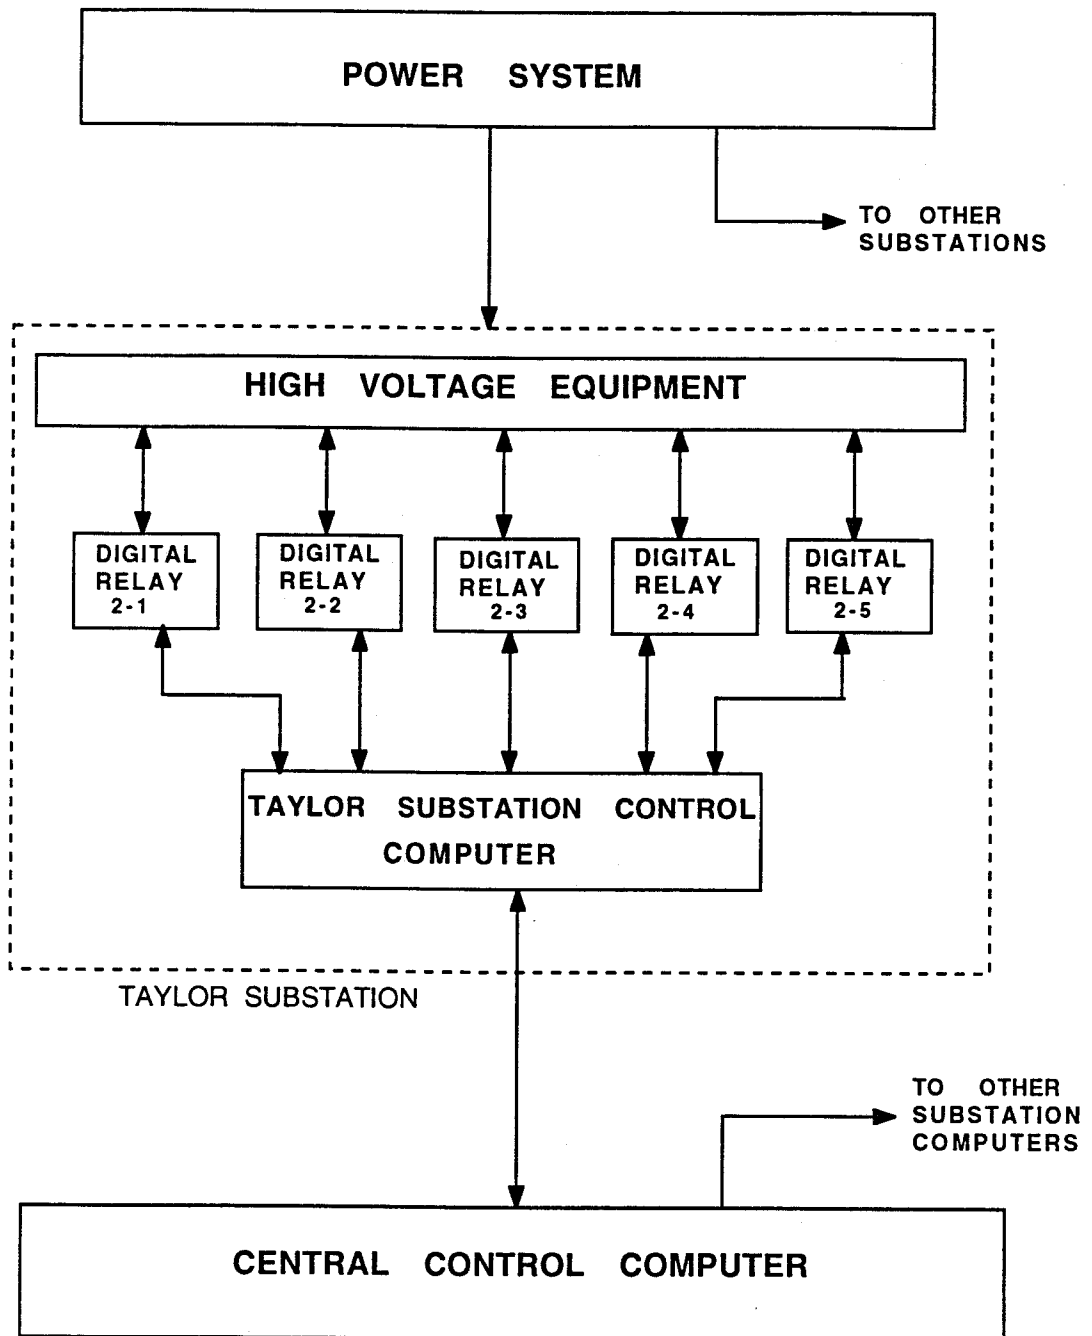 POWER SYSTEM
TO OTHER
SUBSTATIONS
HIGH VOLTAGE EQUIPMENT
DIGITAL
RELAY
2-1
DIGITAL
RELAY
2-2
DIGITAL
RELAY
2-3
DIGITAL
RELAY
2-4
DIGITAL
RELAY
2-5
TAYLOR SUBSTATION CONTROL
COMPUTER
TAYLOR SUBSTATION
TO OTHER
SUBSTATION
COMPUTERS
CENTRAL CONTROL COMPUTER